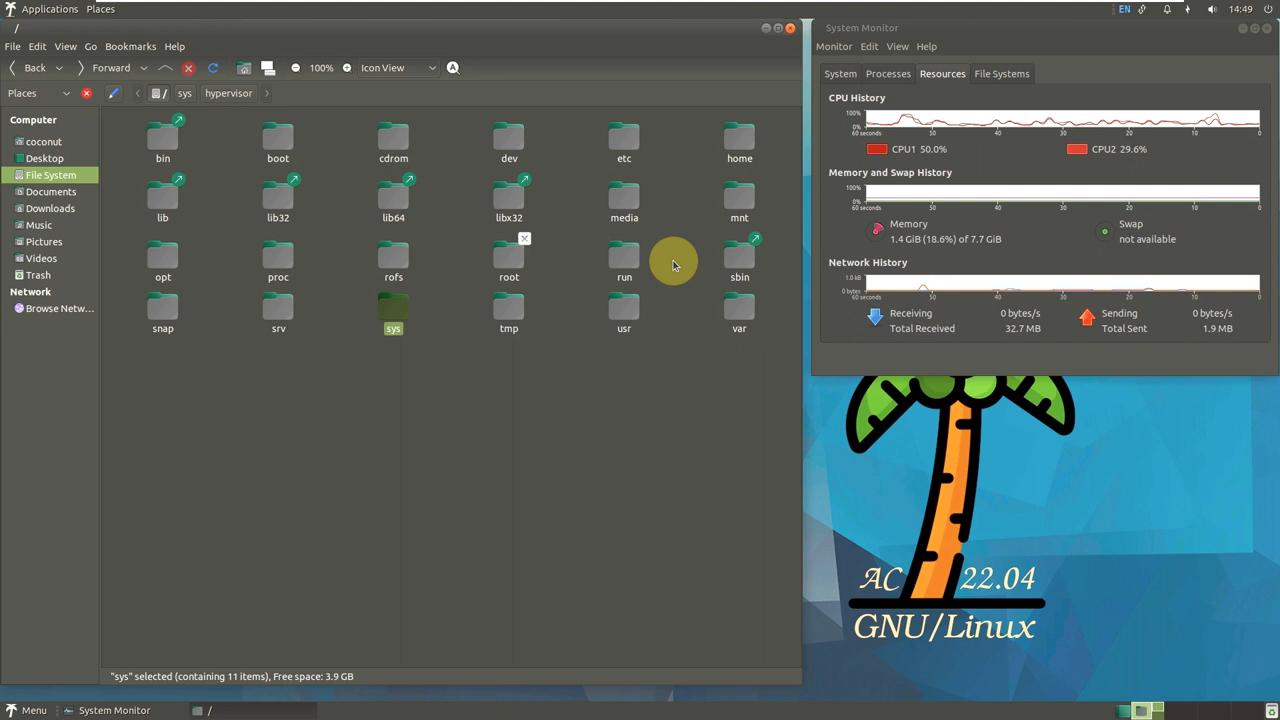 Applications Places
EN 14:49
/
File Edit View Go Bookmarks Help
Back Forward 100% Icon View
Places / sys hypervisor
Computer
coconut
Desktop
File System
Documents
Downloads
Music
Pictures
Videos
Trash
Network
Browse Netw...
bin boot cdrom dev etc home
lib lib32 lib64 libx32 media mnt
opt proc rofs root run sbin
snap srv sys tmp usr var
"sys" selected (containing 11 items), Free space: 3.9 GB
System Monitor
Monitor Edit View Help
System Processes Resources File Systems
CPU History
100%
0%
60 seconds 50 40 30 20 10
CPU1 50.0% CPU2 29.6%
Memory and Swap History
100%
0%
60 seconds 50 40 30 20 10
Memory
1.4 GiB (18.6%) of 7.7 GiB
Swap
not available
Network History
1.0 kB
0 bytes
60 seconds 50 40 30 20 10
Receiving 0 bytes/s
Total Received 32.7 MB
Sending 0 bytes/s
Total Sent 1.9 MB
AC 22.04
GNU/Linux
Menu System Monitor /